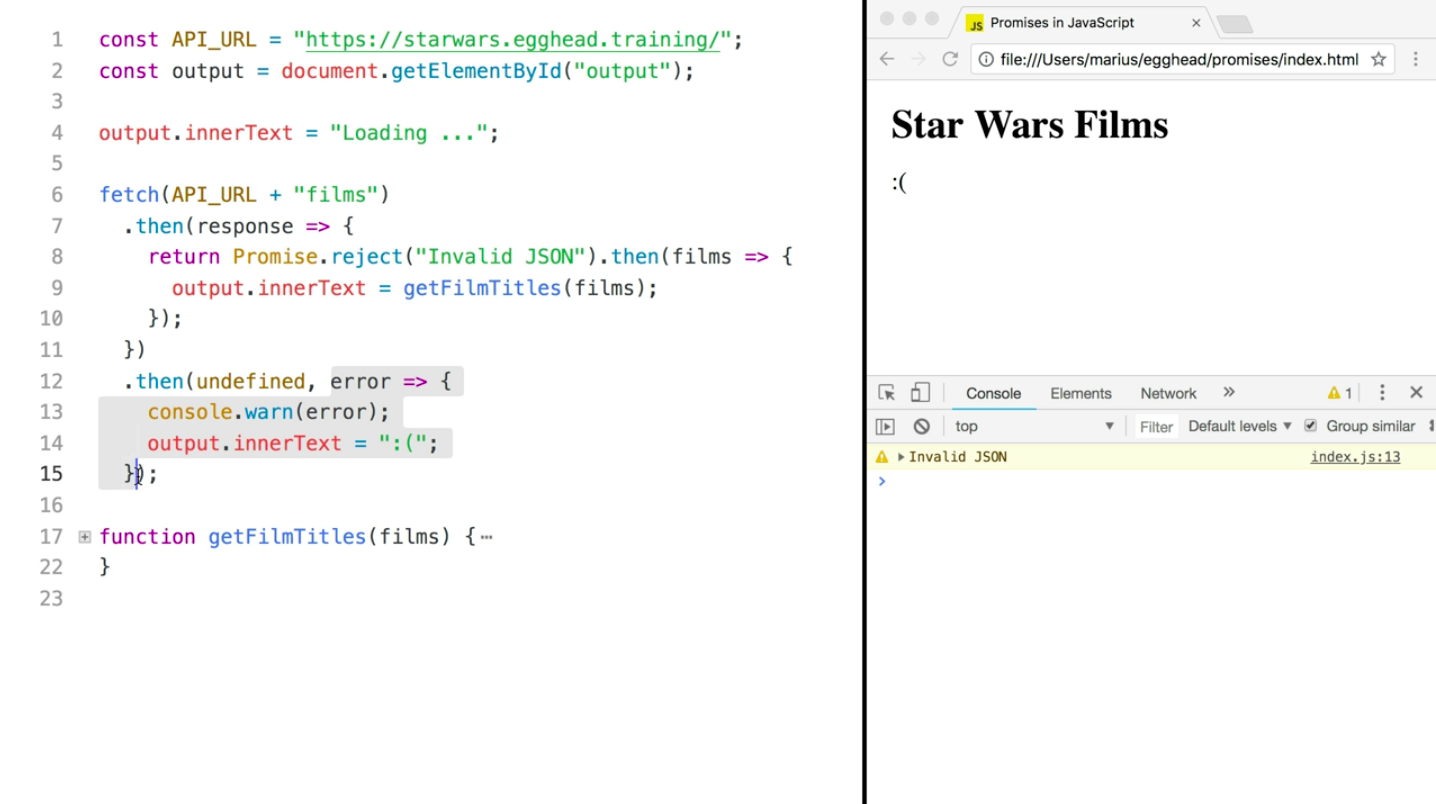 1 const API_URL = "https://starwars.egghead.training/";
2 const output = document.getElementById("output");
3
4 output.innerText = "Loading ...";
5
6 fetch(API_URL + "films")
7 .then(response => {
8 return Promise.reject("Invalid JSON").then(films => {
9 output.innerText = getFilmTitles(films);
10 });
11 })
12 .then(undefined, error => {
13 console.warn(error);
14 output.innerText = ":(";
15 });
16
17 function getFilmTitles(films) {⋯
22 }
23
JS Promises in JavaScript ×
file:///Users/marius/egghead/promises/index.html
Star Wars Films
:(
Console Elements Network » 1
top Filter Default levels ▼ Group similar
Invalid JSON index.js:13